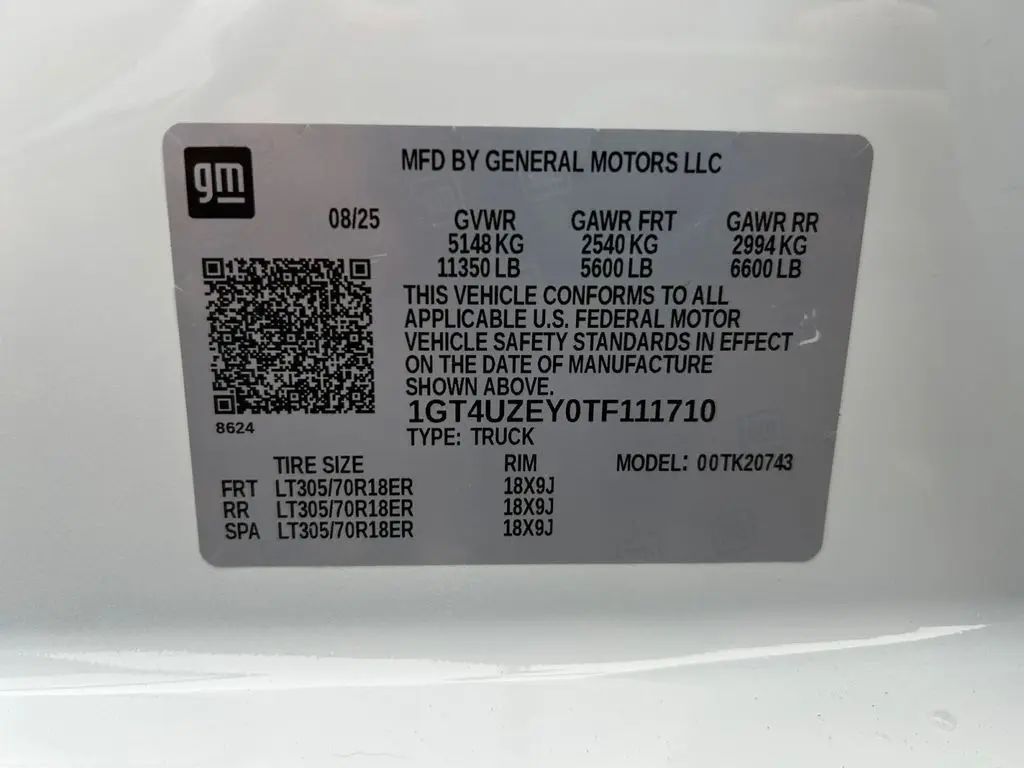 gm
MFD BY GENERAL MOTORS LLC
08/25 GVWR GAWR FRT GAWR RR
5148 KG 2540 KG 2994 KG
11350 LB 5600 LB 6600 LB
THIS VEHICLE CONFORMS TO ALL
APPLICABLE U.S. FEDERAL MOTOR
VEHICLE SAFETY STANDARDS IN EFFECT
ON THE DATE OF MANUFACTURE
SHOWN ABOVE.
1GT4UZEY0TF111710
8624
TYPE: TRUCK
TIRE SIZE RIM MODEL: 00TK20743
FRT LT305/70R18ER 18X9J
RR LT305/70R18ER 18X9J
SPA LT305/70R18ER 18X9J